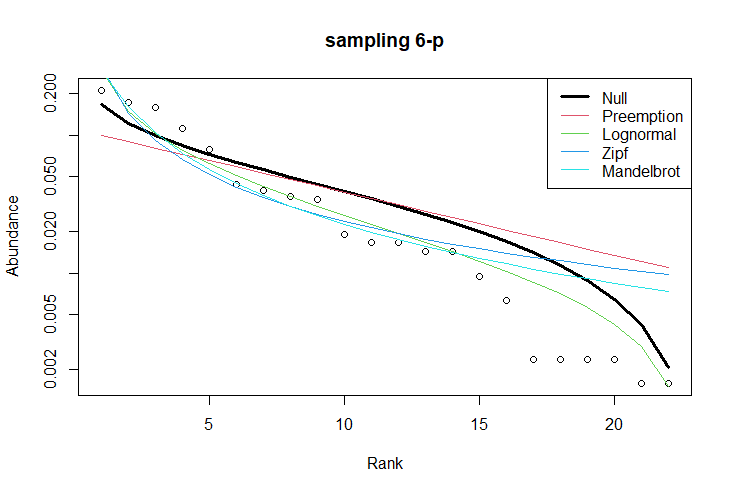 sampling 6-p
Null
Preemption
Lognormal
Zipf
Mandelbrot
0.200
0.050
0.020
0.005
0.002
Abundance
5 10 15 20
Rank